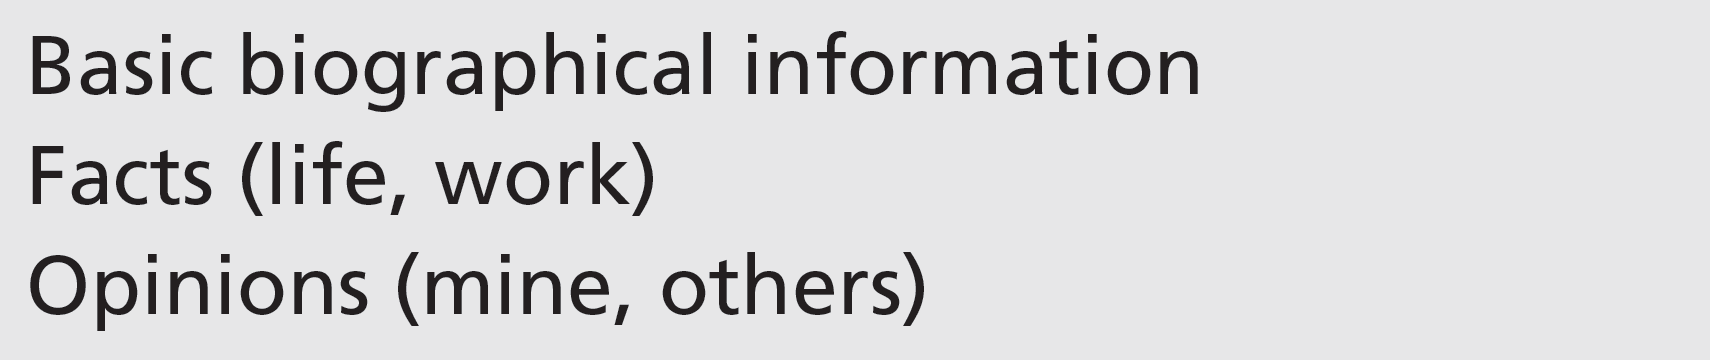 Basic biographical information
Facts (life, work)
Opinions (mine, others)